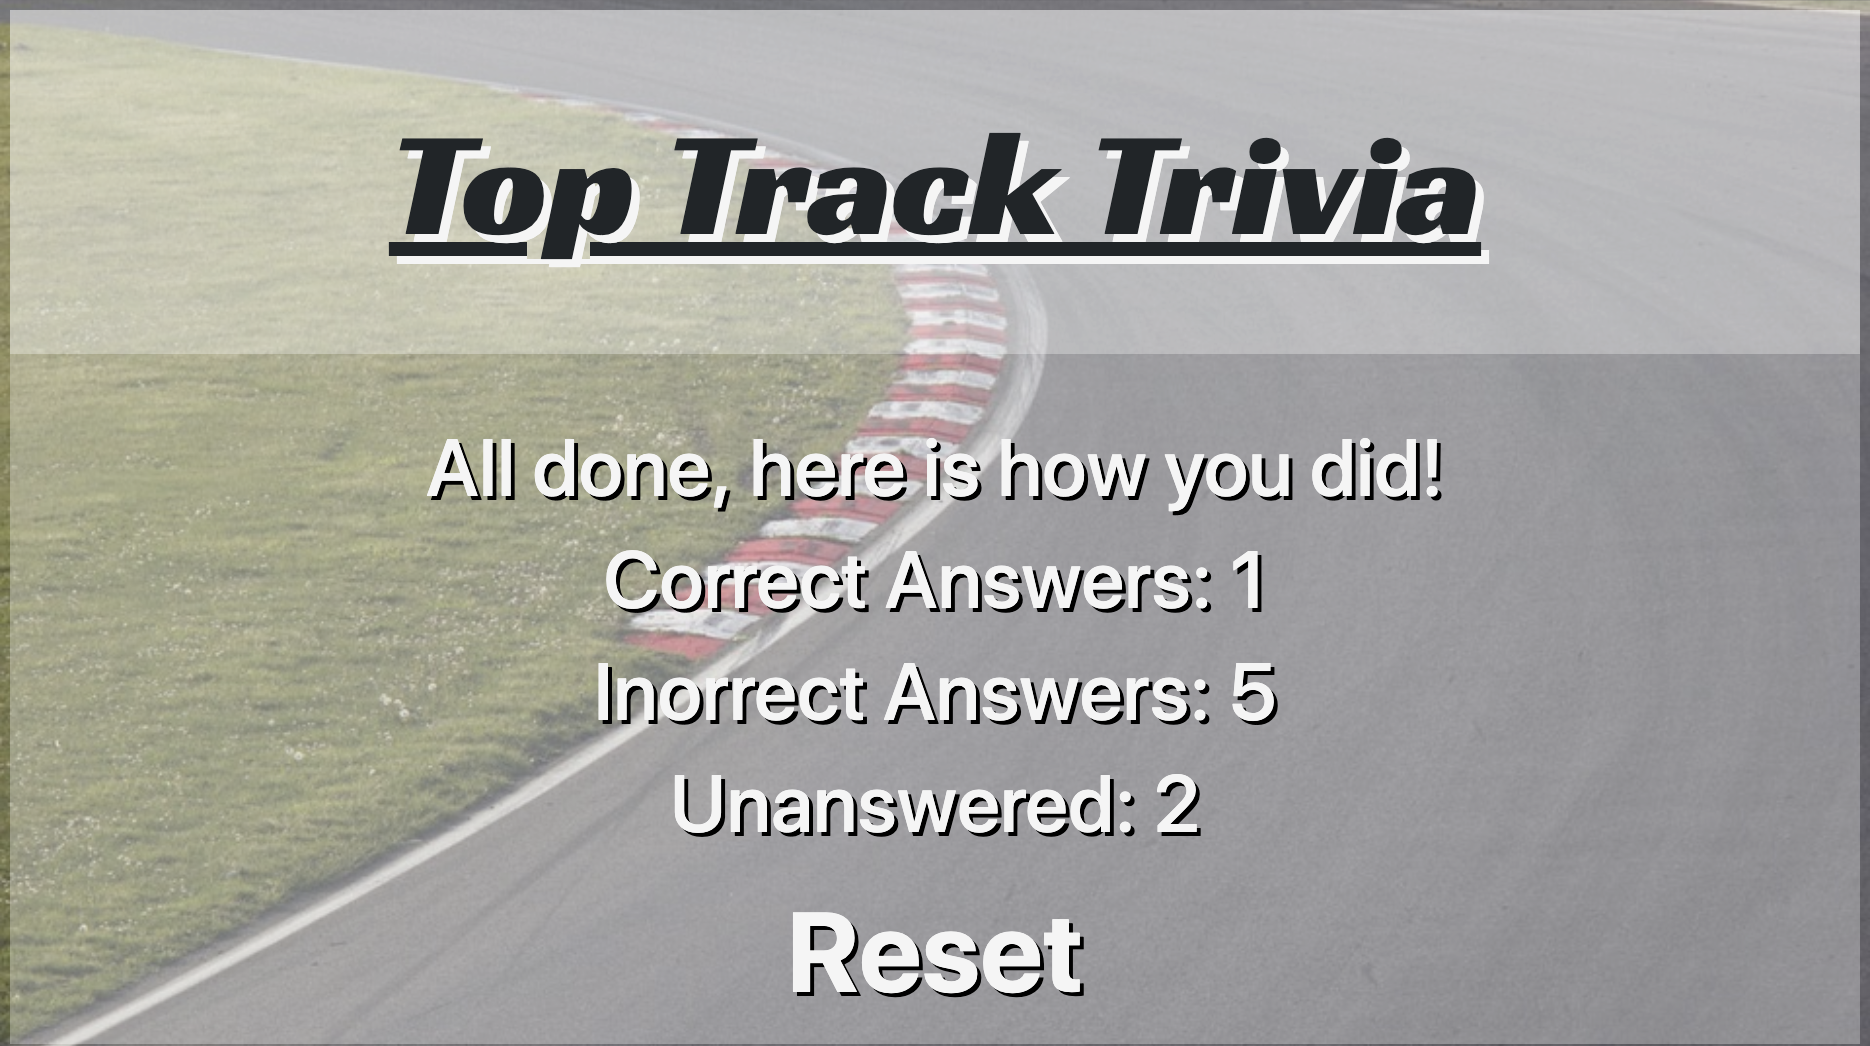 Top Track Trivia
All done, here is how you did!
Correct Answers: 1
Inorrect Answers: 5
Unanswered: 2
Reset